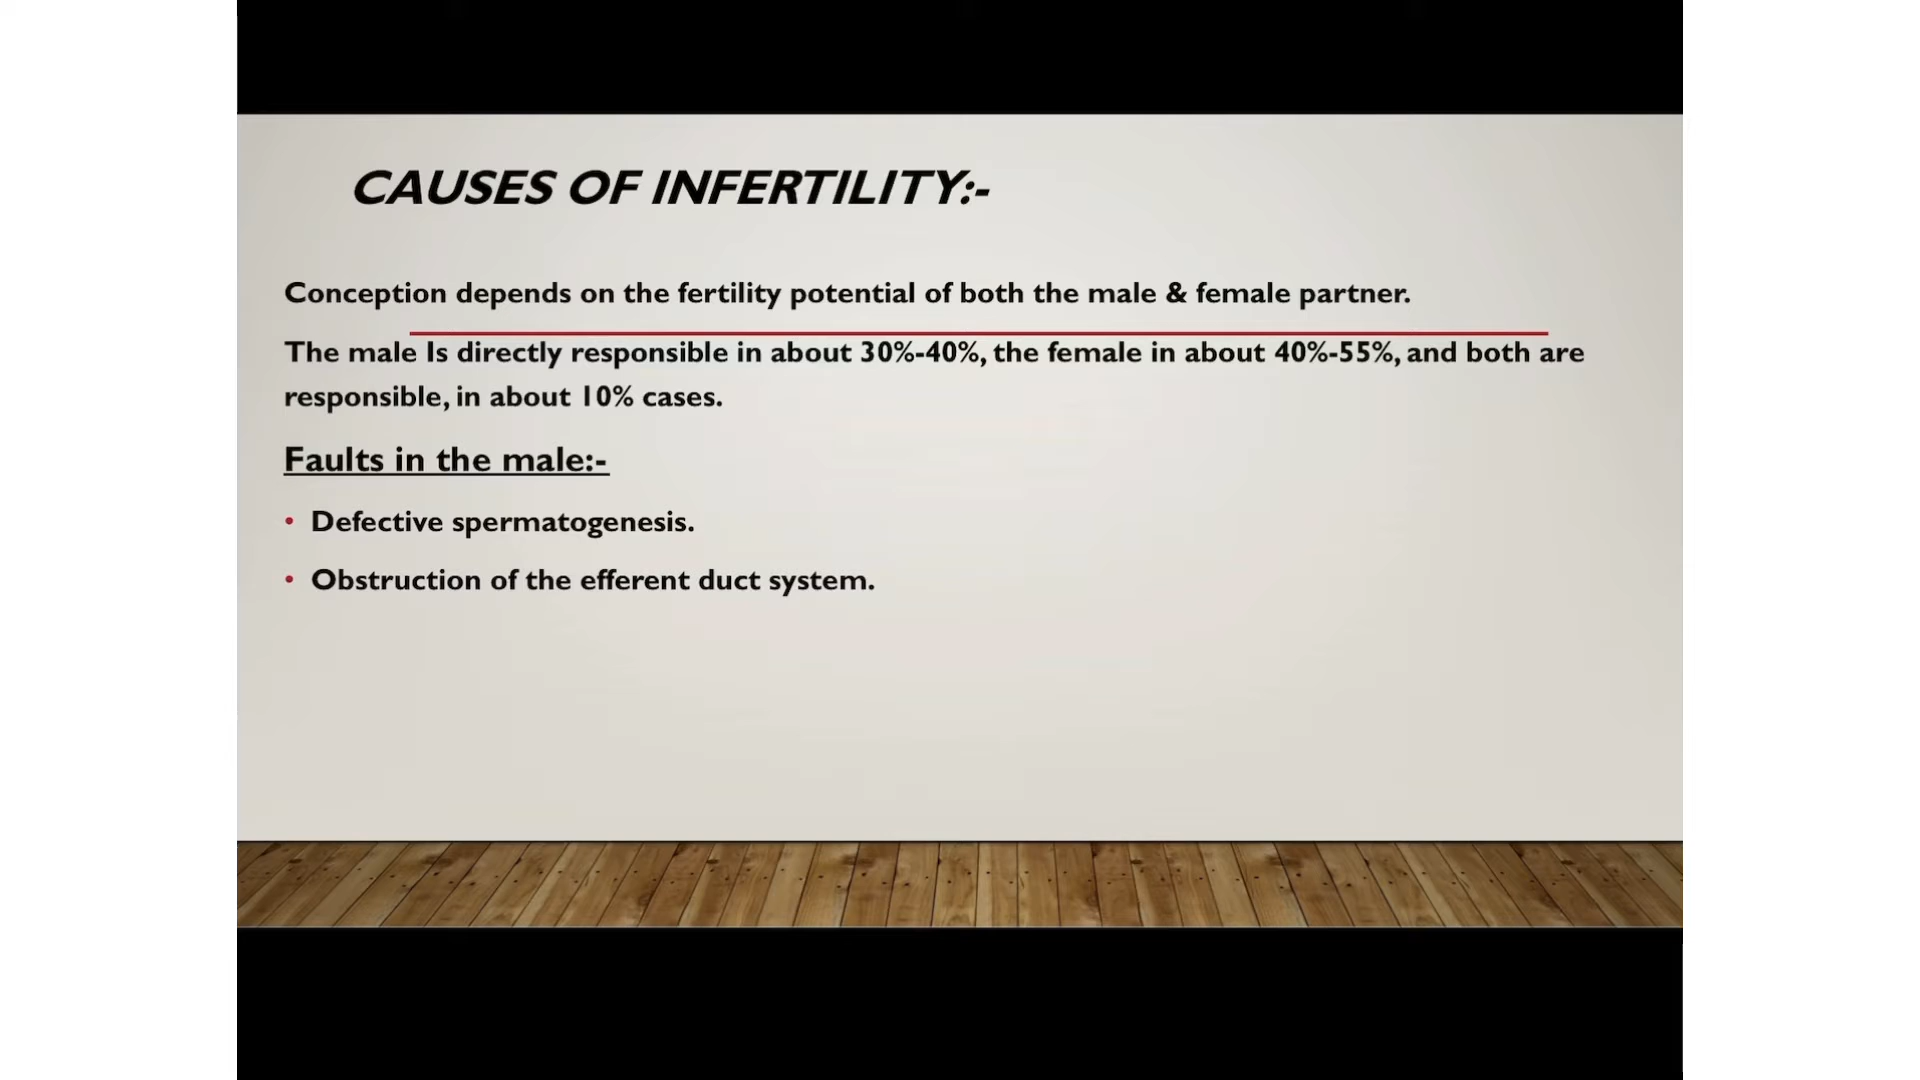 CAUSES OF INFERTILITY:-
Conception depends on the fertility potential of both the male & female partner.
The male Is directly responsible in about 30%-40%, the female in about 40%-55%, and both are
responsible, in about 10% cases.
Faults in the male:-
• Defective spermatogenesis.
• Obstruction of the efferent duct system.